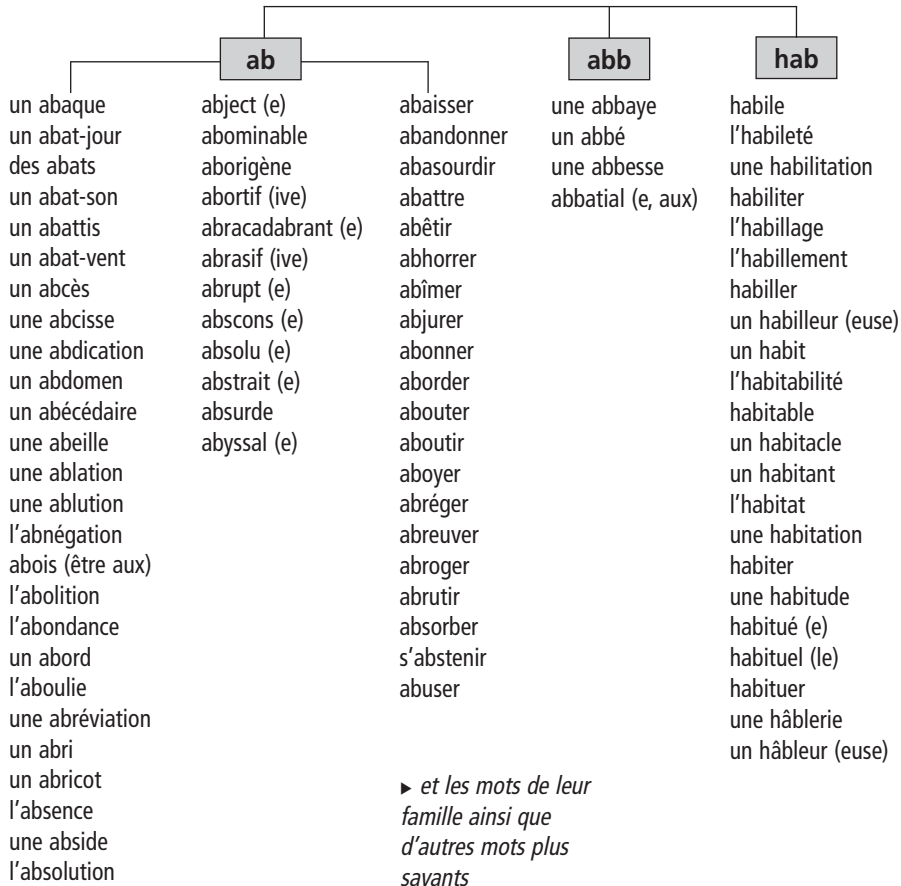 ab
abb
hab
un abaque
un abat-jour
des abats
un abat-son
un abattis
un abat-vent
un abcès
une abcisse
une abdication
un abdomen
un abécédaire
une abeille
une ablation
une ablution
l'abnégation
abois (être aux)
l'abolition
l'abondance
un abord
l'aboulie
une abréviation
un abri
un abricot
l'absence
une abside
l'absolution
abject (e)
abominable
aborigène
abortif (ive)
abracadabrant (e)
abrasif (ive)
abrupt (e)
abscons (e)
absolu (e)
abstrait (e)
absurde
abyssal (e)
abaisser
abandonner
abasourdir
abattre
abêtir
abhorrer
abîmer
abjurer
abonner
aborder
abouter
aboutir
aboyer
abréger
abreuver
abroger
abrutir
absorber
s'abstenir
abuser
▸ et les mots de leur
famille ainsi que
d'autres mots plus
savants
une abbaye
un abbé
une abbesse
abbatial (e, aux)
habile
l'habileté
une habilitation
habiliter
l'habillage
l'habillement
habiller
un habilleur (euse)
un habit
l'habitabilité
habitable
un habitacle
un habitant
l'habitat
une habitation
habiter
une habitude
habitué (e)
habituel (le)
habituer
une hâblerie
un hâbleur (euse)